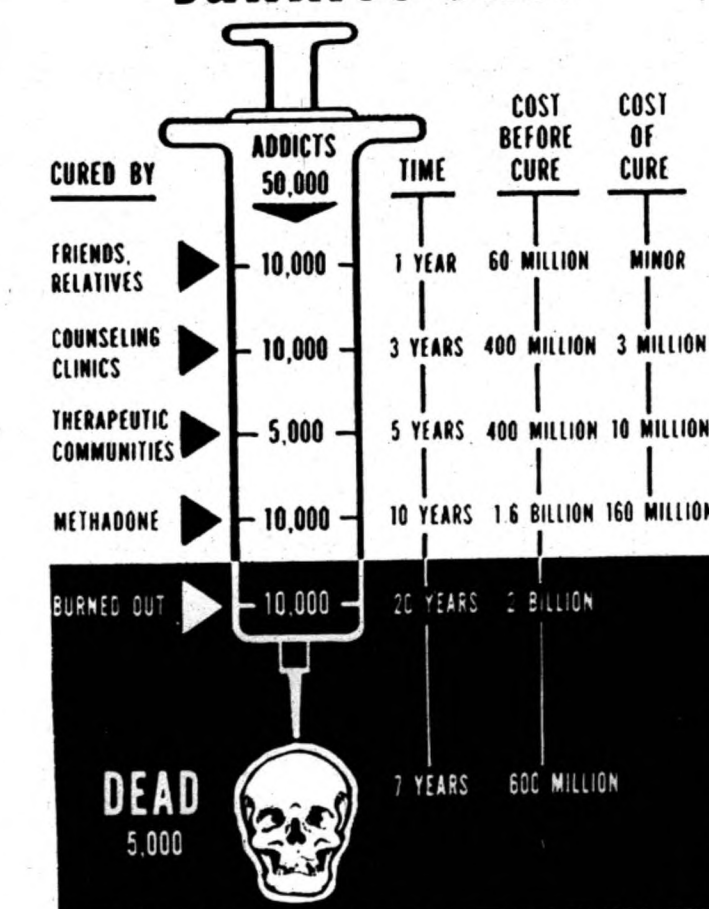 ADDICTS
50,000
CURED BY
TIME
COST
BEFORE
CURE
COST
OF
CURE
FRIENDS,
RELATIVES
10,000
1 YEAR
60 MILLION
MINOR
COUNSELING
CLINICS
10,000
3 YEARS
400 MILLION
3 MILLION
THERAPEUTIC
COMMUNITIES
5,000
5 YEARS
400 MILLION
10 MILLION
METHADONE
10,000
10 YEARS
1.6 BILLION
160 MILLION
BURNED OUT
10,000
20 YEARS
2 BILLION
DEAD
5,000
7 YEARS
600 MILLION